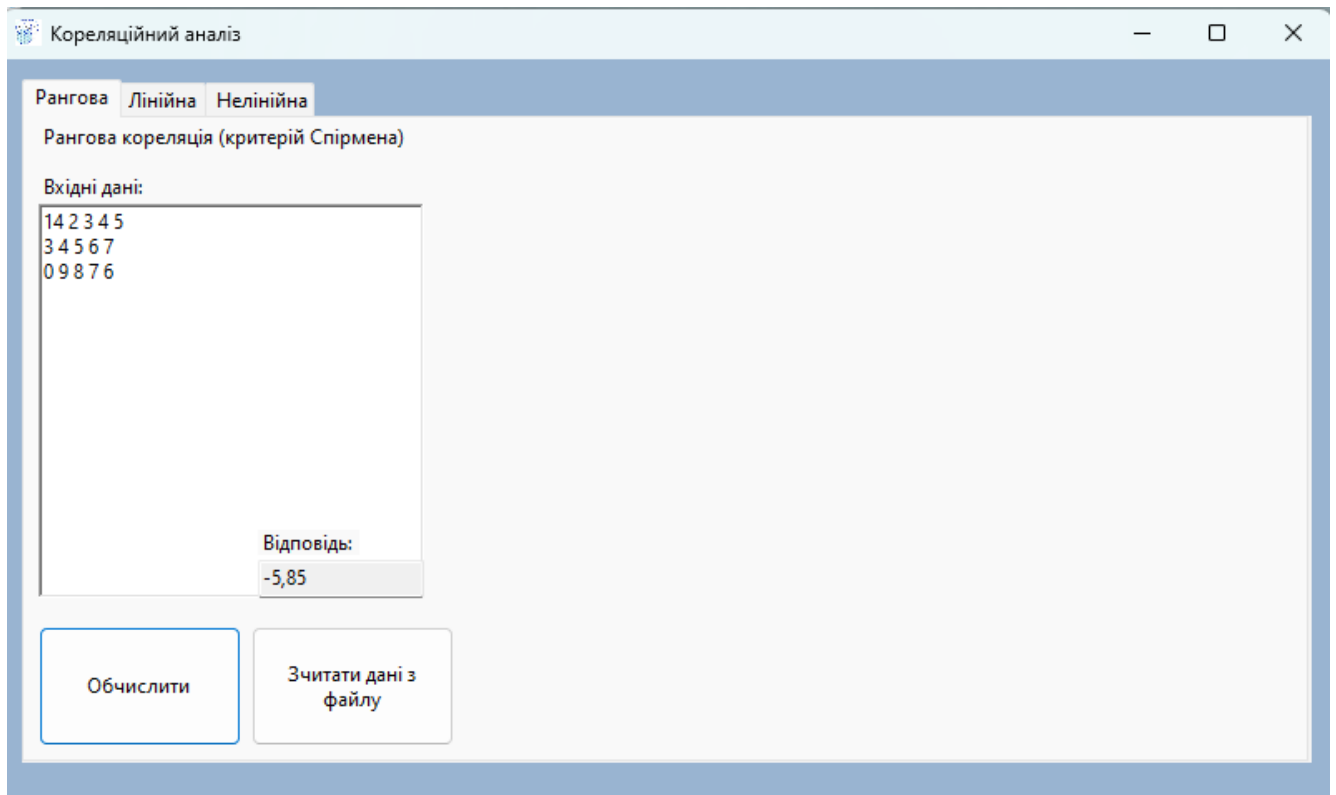 Кореляційний аналіз
Рангова Лінійна Нелінійна
Рангова кореляція (критерій Спірмена)
Вхідні дані:
14 2 3 4 5
3 4 5 6 7
0 9 8 7 6
Відповідь:
-5,85
Обчислити
Зчитати дані з
файлу